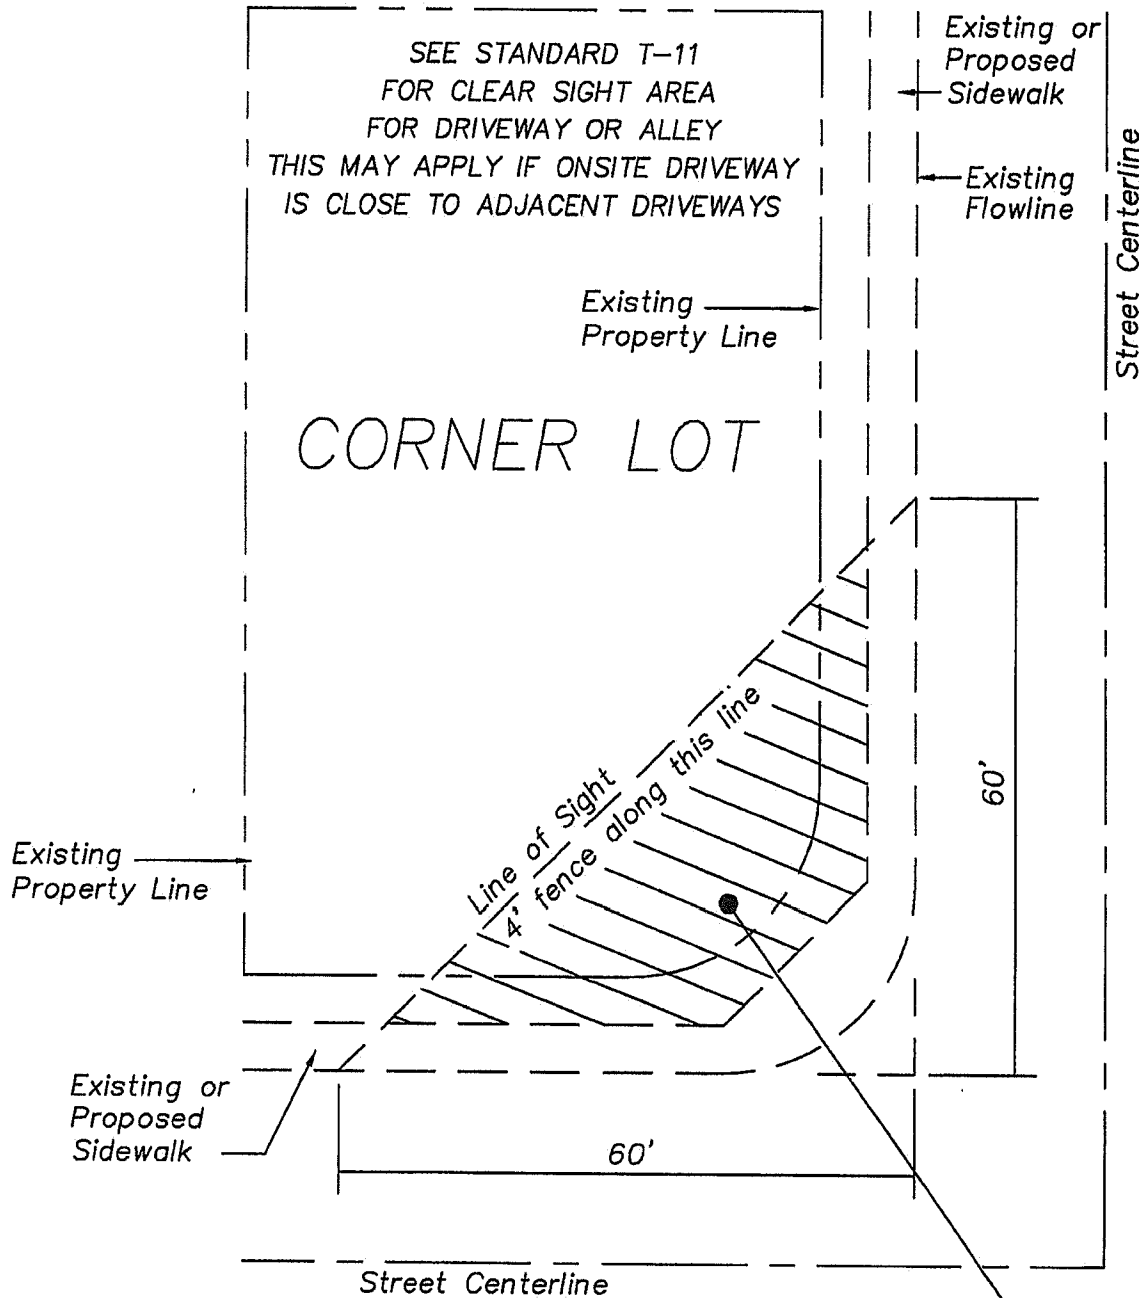 SEE STANDARD T-11
FOR CLEAR SIGHT AREA
FOR DRIVEWAY OR ALLEY
THIS MAY APPLY IF ONSITE DRIVEWAY
IS CLOSE TO ADJACENT DRIVEWAYS
Existing or
Proposed
Sidewalk
Existing
Flowline
Street Centerline
Existing
Property Line
CORNER LOT
Line of Sight
4' fence along this line
60'
Existing
Property Line
Existing or
Proposed
Sidewalk
60'
Street Centerline